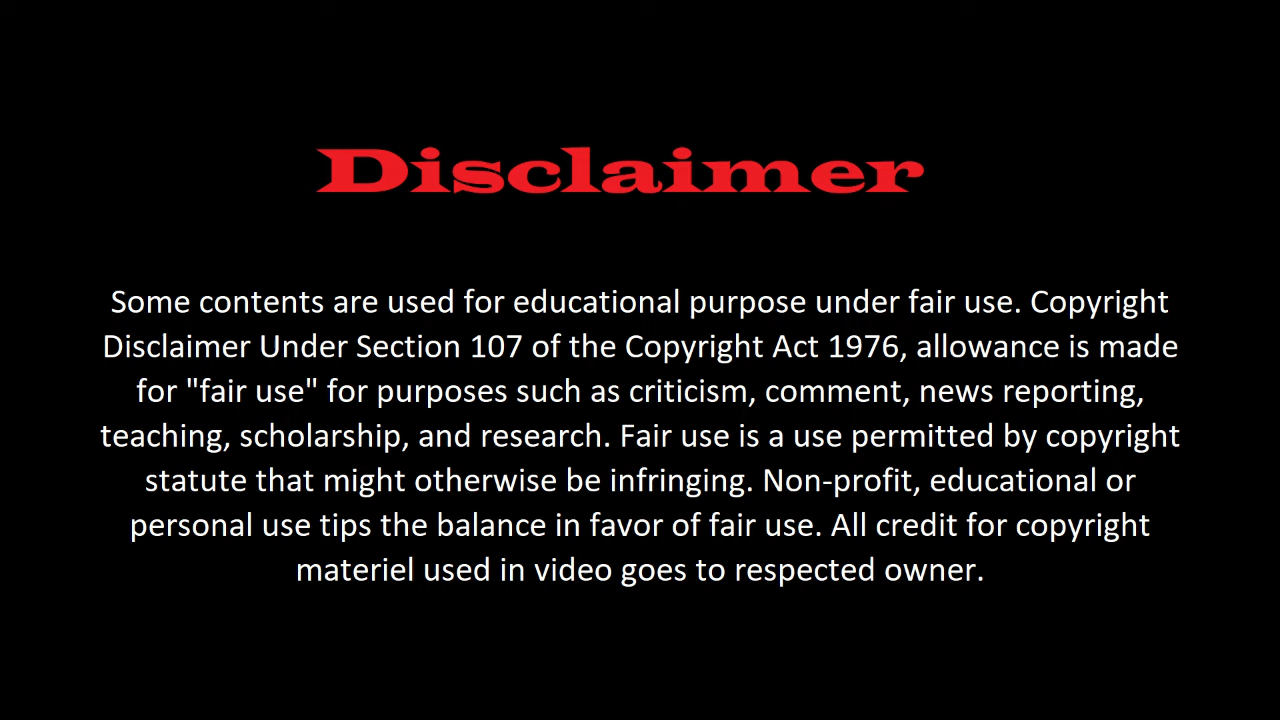 Disclaimer
Some contents are used for educational purpose under fair use. Copyright
Disclaimer Under Section 107 of the Copyright Act 1976, allowance is made
for "fair use" for purposes such as criticism, comment, news reporting,
teaching, scholarship, and research. Fair use is a use permitted by copyright
statute that might otherwise be infringing. Non-profit, educational or
personal use tips the balance in favor of fair use. All credit for copyright
materiel used in video goes to respected owner.